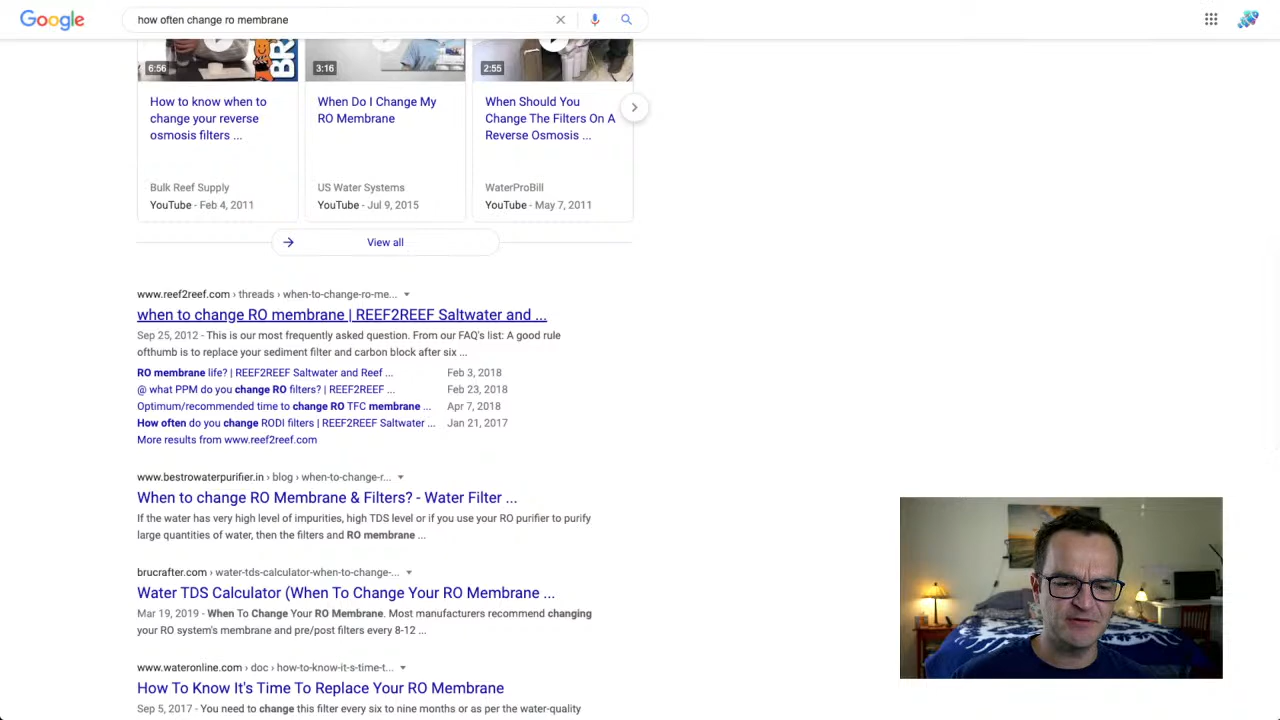 Google
how often change ro membrane
6:56
BR
3:16
2:55
How to know when to
change your reverse
osmosis filters ...
When Do I Change My
RO Membrane
When Should You
Change The Filters On A
Reverse Osmosis ...
Bulk Reef Supply
YouTube - Feb 4, 2011
US Water Systems
YouTube - Jul 9, 2015
WaterProBill
YouTube - May 7, 2011
View all
www.reef2reef.com › threads › when-to-change-ro-me...
when to change RO membrane | REEF2REEF Saltwater and ...
Sep 25, 2012 - This is our most frequently asked question. From our FAQ's list: A good rule
ofthumb is to replace your sediment filter and carbon block after six ...
RO membrane life? | REEF2REEF Saltwater and Reef ... Feb 3, 2018
@ what PPM do you change RO filters? | REEF2REEF ... Feb 23, 2018
Optimum/recommended time to change RO TFC membrane ... Apr 7, 2018
How often do you change RODI filters | REEF2REEF Saltwater ... Jan 21, 2017
More results from www.reef2reef.com
www.bestrowaterpurifier.in › blog › when-to-change-r...
When to change RO Membrane & Filters? - Water Filter ...
If the water has very high level of impurities, high TDS level or if you use your RO purifier to purify
large quantities of water, then the filters and RO membrane ...
brucrafter.com › water-tds-calculator-when-to-change-...
Water TDS Calculator (When To Change Your RO Membrane ...
Mar 19, 2019 - When To Change Your RO Membrane. Most manufacturers recommend changing
your RO system's membrane and pre/post filters every 8-12 ...
www.wateronline.com › doc › how-to-know-it-s-time-t...
How To Know It's Time To Replace Your RO Membrane
Sep 5, 2017 - You need to change this filter every six to nine months or as per the water-quality